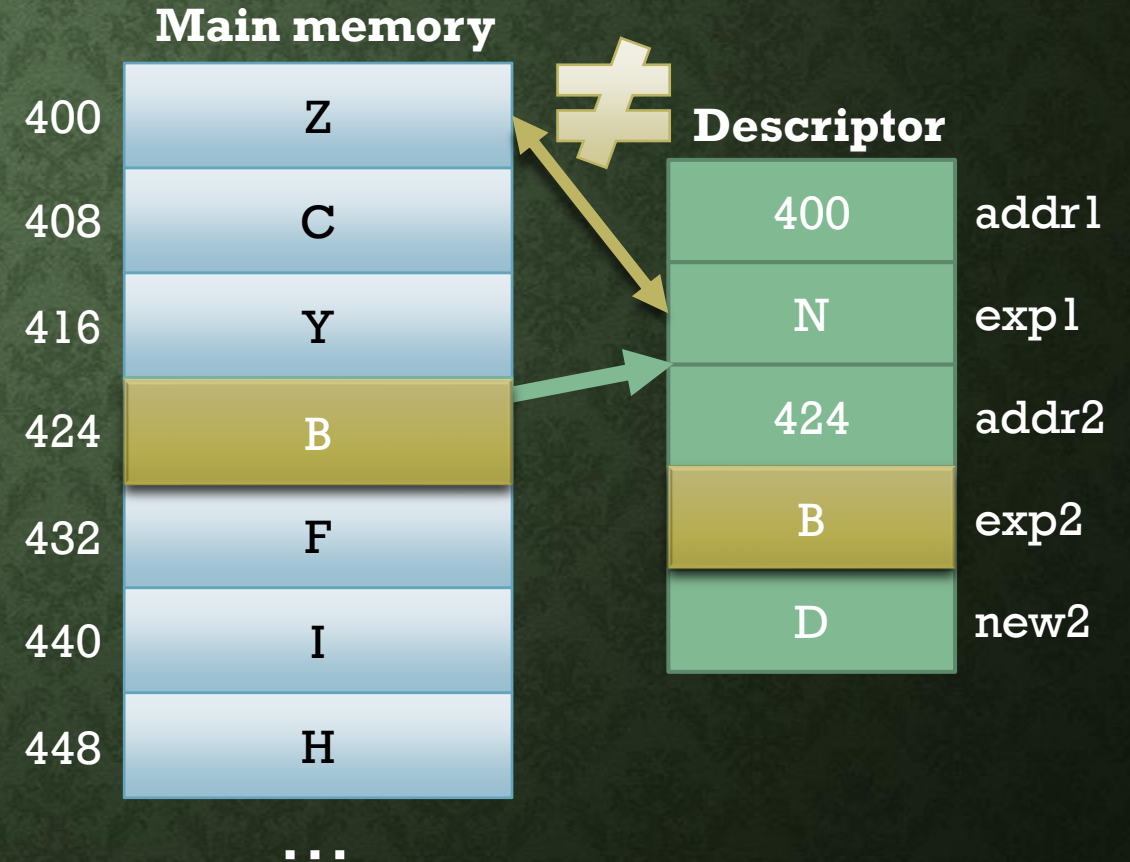 Main memory
400 Z
408 C
416 Y
424 B
432 F
440 I
448 H
...
≠
Descriptor
400 addr1
N exp1
424 addr2
B exp2
D new2